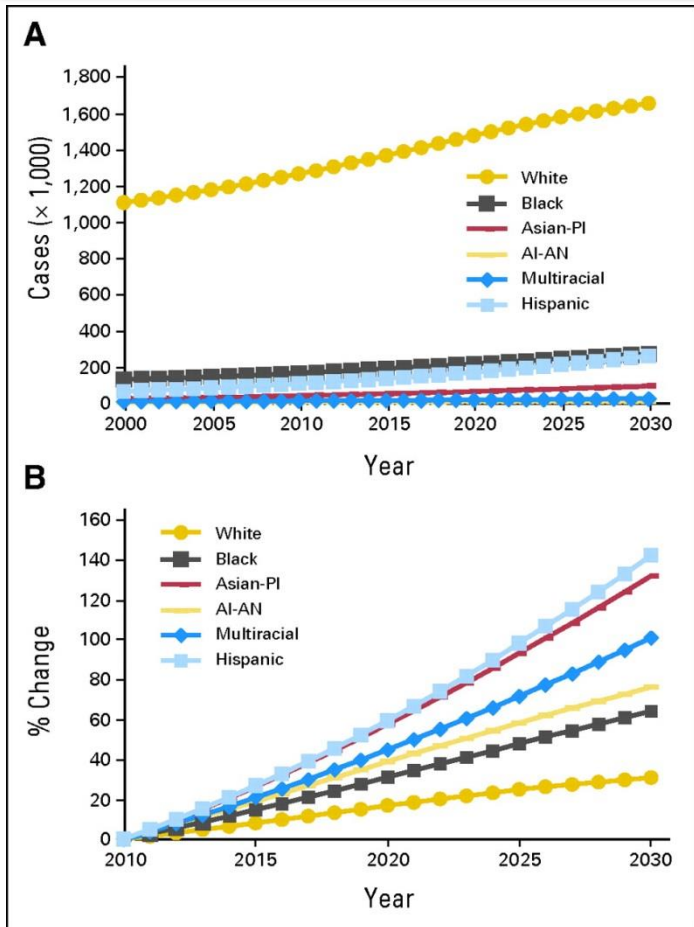 A
1,800
1,600
1,400
1,200
1,000
800
600
400
200
0
Cases (× 1,000)
White
Black
Asian-PI
AI-AN
Multiracial
Hispanic
2000 2005 2010 2015 2020 2025 2030
Year
B
160
140
120
100
80
60
40
20
0
% Change
White
Black
Asian-PI
AI-AN
Multiracial
Hispanic
2010 2015 2020 2025 2030
Year